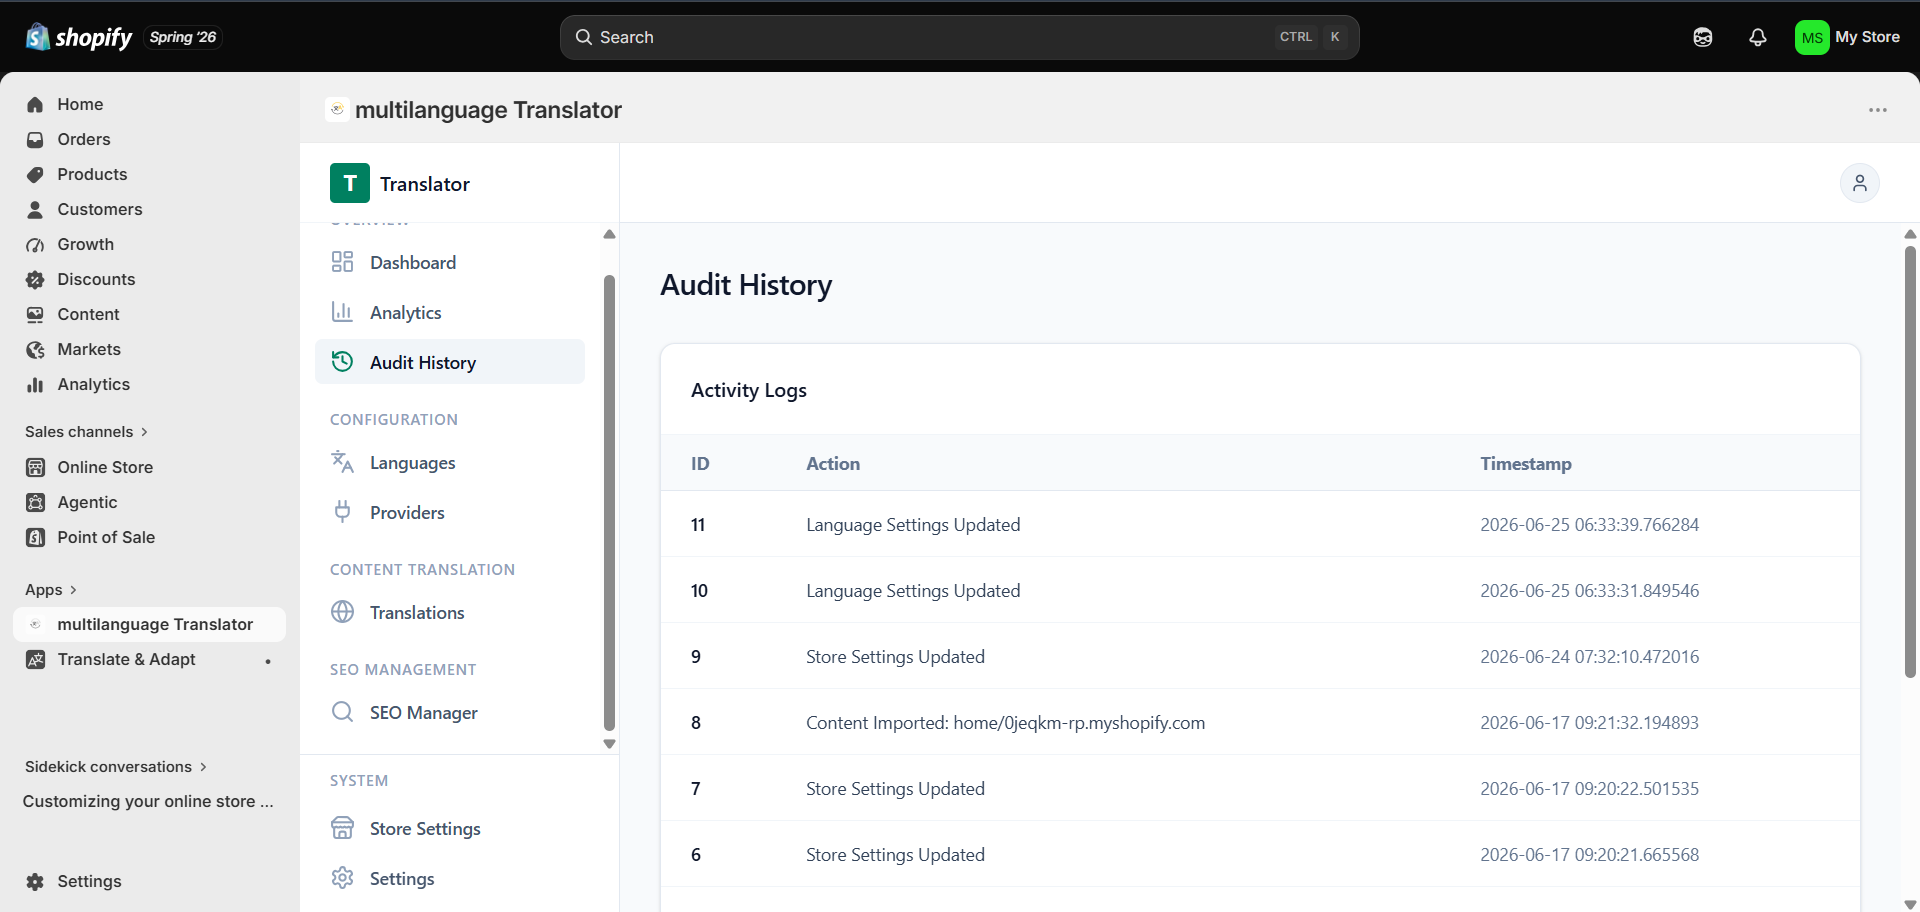 shopify Spring '26
Search CTRL K
MS My Store
Home
Orders
Products
Customers
Growth
Discounts
Content
Markets
Analytics
Sales channels
Online Store
Agentic
Point of Sale
Apps
multilanguage Translator
Translate & Adapt
Sidekick conversations
Customizing your online store ...
Settings
multilanguage Translator
T Translator
OVERVIEW
Dashboard
Analytics
Audit History
CONFIGURATION
Languages
Providers
CONTENT TRANSLATION
Translations
SEO MANAGEMENT
SEO Manager
SYSTEM
Store Settings
Settings
Audit History
Activity Logs
ID Action Timestamp
11 Language Settings Updated 2026-06-25 06:33:39.766284
10 Language Settings Updated 2026-06-25 06:33:31.849546
9 Store Settings Updated 2026-06-24 07:32:10.472016
8 Content Imported: home/0jeqkm-rp.myshopify.com 2026-06-17 09:21:32.194893
7 Store Settings Updated 2026-06-17 09:20:22.501535
6 Store Settings Updated 2026-06-17 09:20:21.665568